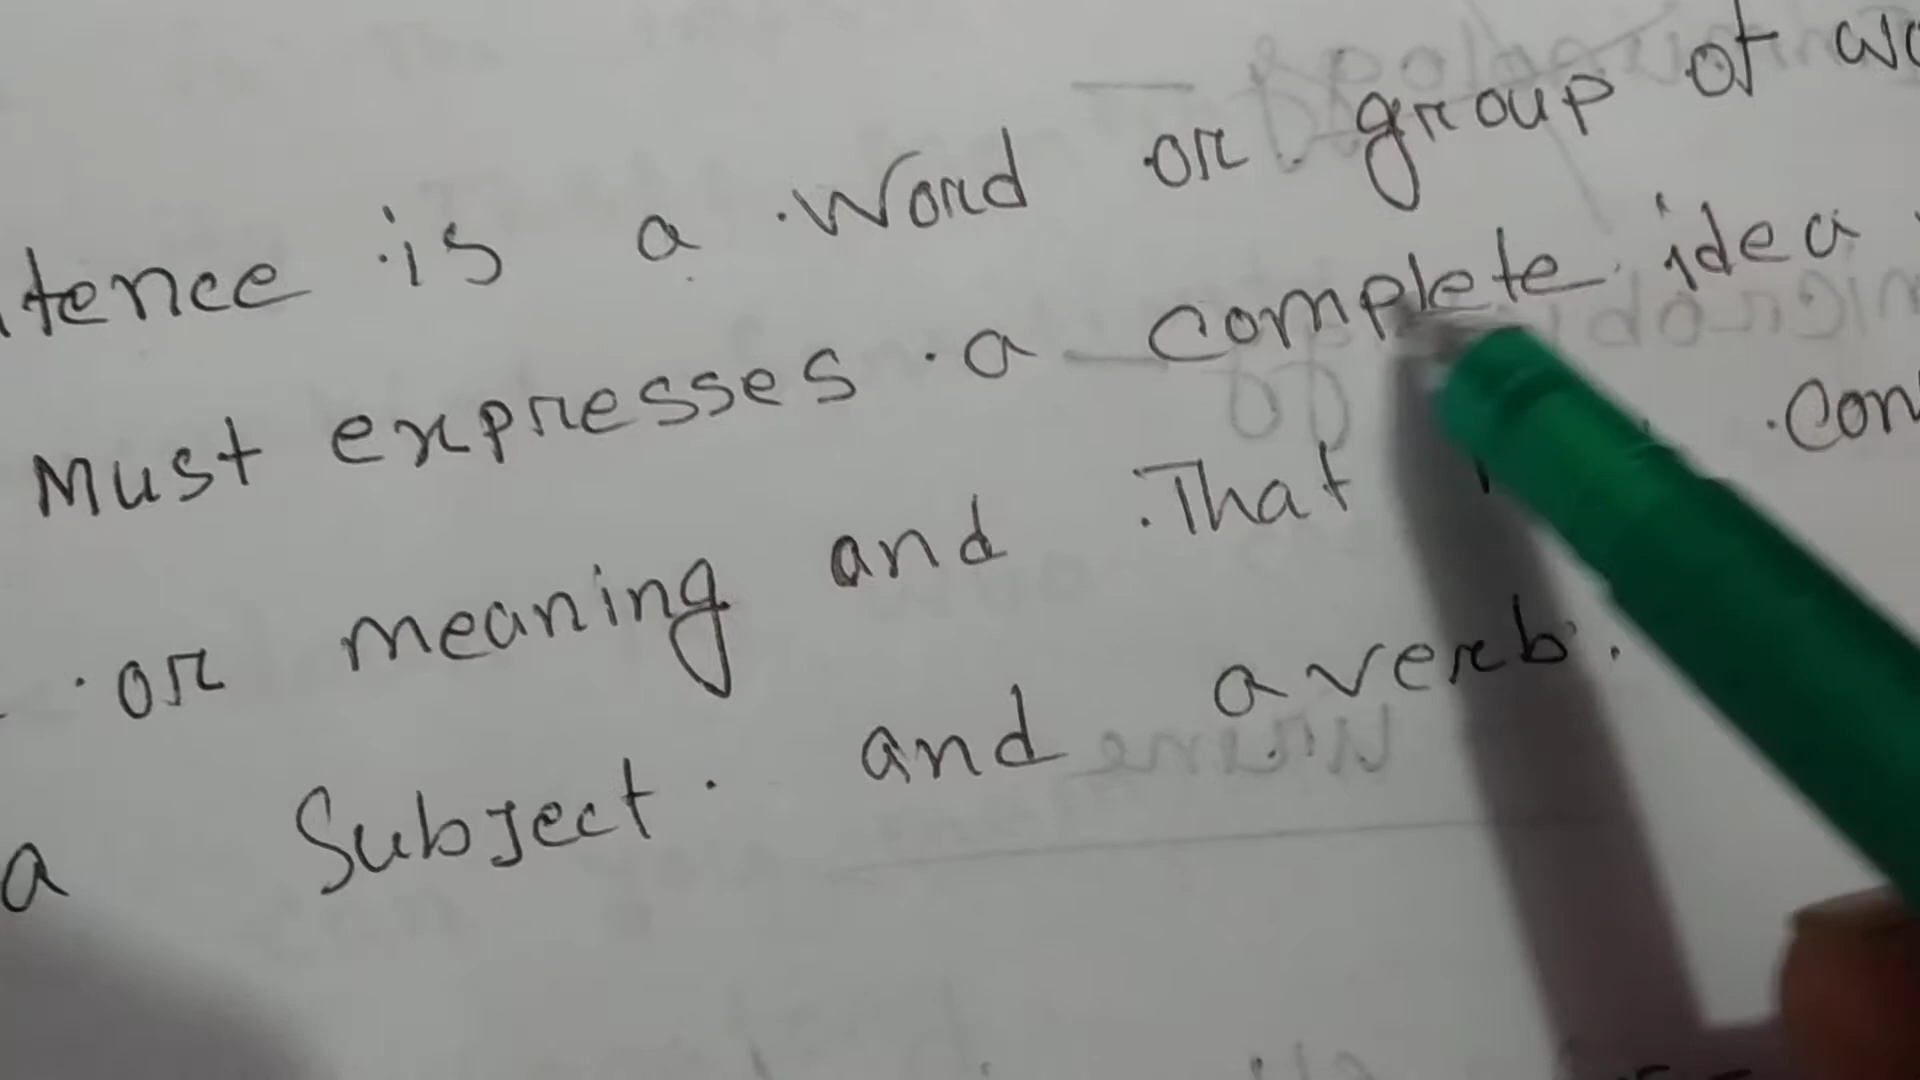 tence is a Word or group of
Must expresses a complete idea
or meaning and That
a Subject and a verb.